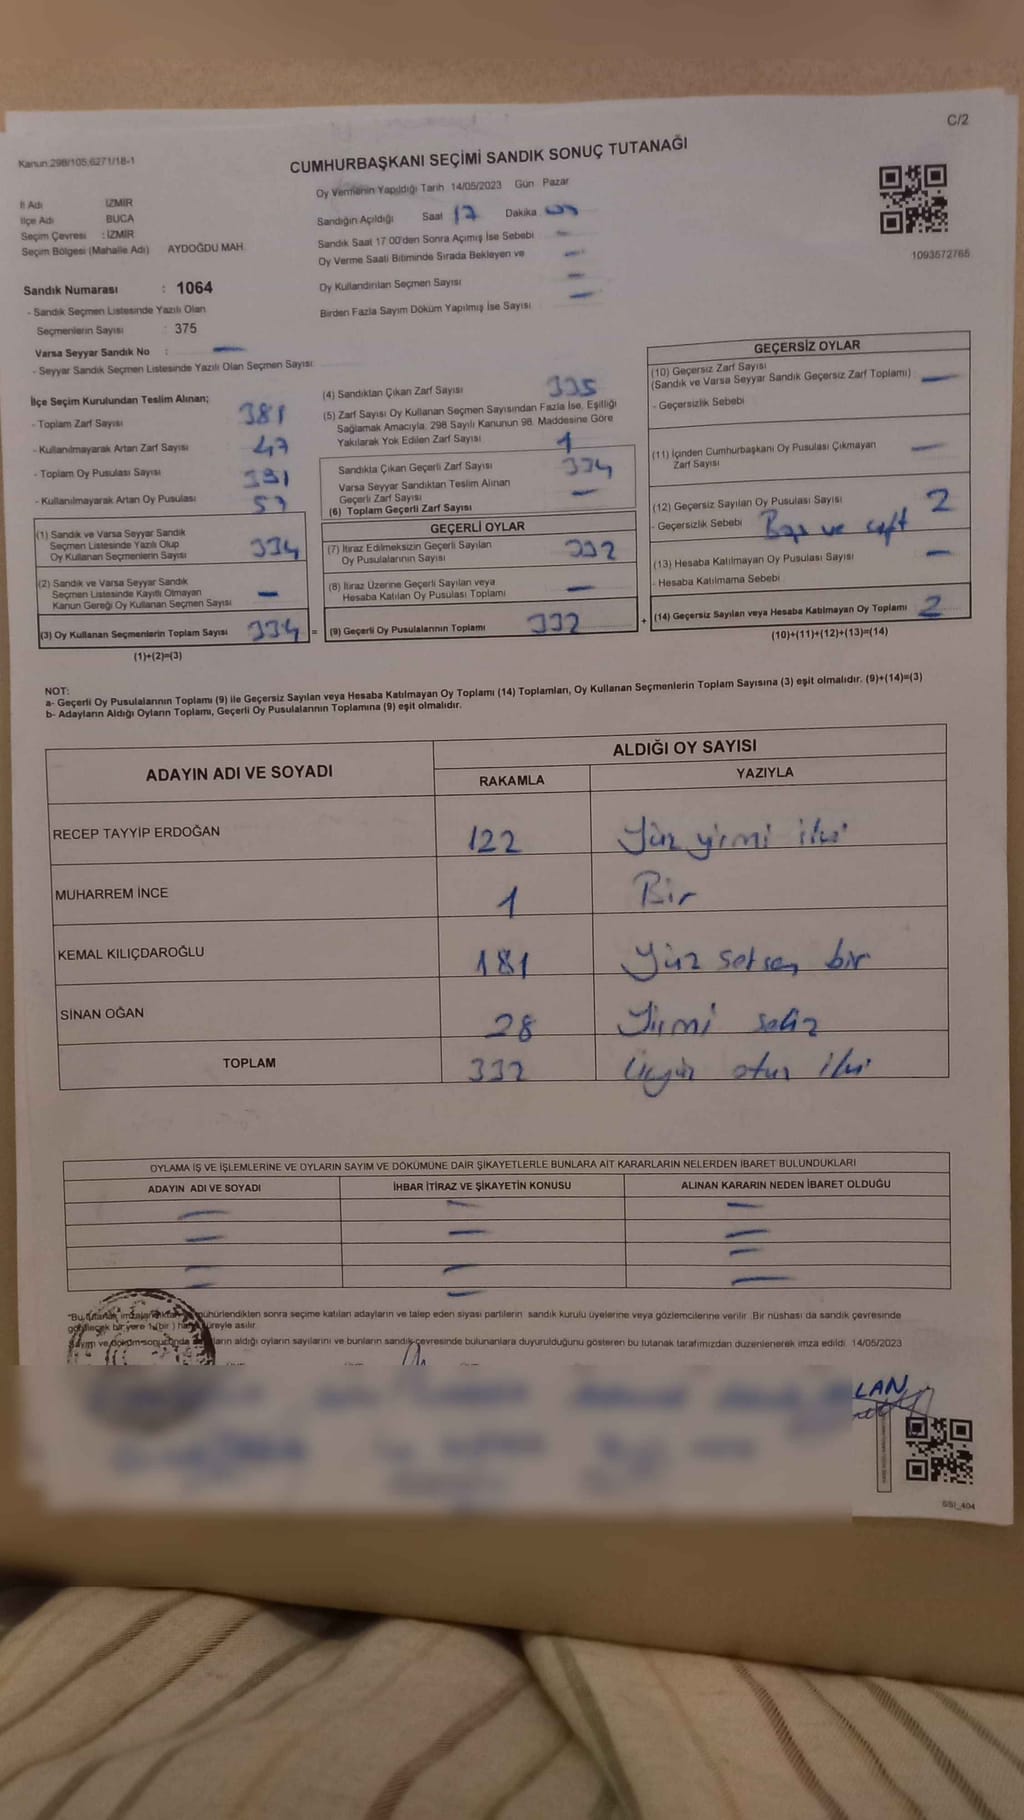 C/2
Kanun:298/105,6271/18-1
CUMHURBAŞKANI SEÇİMİ SANDIK SONUÇ TUTANAĞI
Oy Vermenin Yapıldığı Tarih 14/05/2023 Gün Pazar
İl Adı İZMİR
İlçe Adı BUCA
Seçim Çevresi : İZMİR
Seçim Bölgesi (Mahalle Adı) AYDOĞDU MAH.
Sandığın Açıldığı Saat 17 Dakika
Sandık Saat 17:00'den Sonra Açmış İse Sebebi —
Oy Verme Saati Bitiminde Sırada Bekleyen ve —
Oy Kullandırılan Seçmen Sayısı —
Birden Fazla Sayım Döküm Yapılmış İse Sayısı —
1093572765
Sandık Numarası : 1064
- Sandık Seçmen Listesinde Yazılı Olan
Seçmenlerin Sayısı : 375
Varsa Seyyar Sandık No : —
- Seyyar Sandık Seçmen Listesinde Yazılı Olan Seçmen Sayısı:
İlçe Seçim Kurulundan Teslim Alınan;
- Toplam Zarf Sayısı 381
- Kullanılmayarak Artan Zarf Sayısı 47
- Toplam Oy Pusulası Sayısı 391
- Kullanılmayarak Artan Oy Pusulası 57
(1) Sandık ve Varsa Seyyar Sandık
Seçmen Listesinde Yazılı Olup
Oy Kullanan Seçmenlerin Sayısı 334
(2) Sandık ve Varsa Seyyar Sandık
Seçmen Listesinde Kayıtlı Olmayan
Kanun Gereği Oy Kullanan Seçmen Sayısı —
(3) Oy Kullanan Seçmenlerin Toplam Sayısı 334 =
(1)+(2)=(3)
(4) Sandıktan Çıkan Zarf Sayısı 335
(5) Zarf Sayısı Oy Kullanan Seçmen Sayısından Fazla İse, Eşitliği
Sağlamak Amacıyla, 298 Sayılı Kanunun 98. Maddesine Göre
Yakılarak Yok Edilen Zarf Sayısı 1
Sandıkta Çıkan Geçerli Zarf Sayısı 334
Varsa Seyyar Sandıktan Teslim Alınan
Geçerli Zarf Sayısı —
(6) Toplam Geçerli Zarf Sayısı
GEÇERLİ OYLAR
(7) İtiraz Edilmeksizin Geçerli Sayılan
Oy Pusulalarının Sayısı 332
(8) İtiraz Üzerine Geçerli Sayılan veya
Hesaba Katılan Oy Pusulası Toplamı —
(9) Geçerli Oy Pusulalarının Toplamı 332 +
GEÇERSİZ OYLAR
(10) Geçersiz Zarf Sayısı
(Sandık ve Varsa Seyyar Sandık Geçersiz Zarf Toplamı) —
- Geçersizlik Sebebi
(11) İçinden Cumhurbaşkanı Oy Pusulası Çıkmayan
Zarf Sayısı —
(12) Geçersiz Sayılan Oy Pusulası Sayısı 2
- Geçersizlik Sebebi Boş ve
(13) Hesaba Katılmayan Oy Pusulası Sayısı —
- Hesaba Katılmama Sebebi
(14) Geçersiz Sayılan veya Hesaba Katılmayan Oy Toplamı 2
(10)+(11)+(12)+(13)=(14)
NOT:
a- Geçerli Oy Pusulalarının Toplamı (9) ile Geçersiz Sayılan veya Hesaba Katılmayan Oy Toplamı (14) Toplamları, Oy Kullanan Seçmenlerin Toplam Sayısına (3) eşit olmalıdır. (9)+(14)=(3)
b- Adayların Aldığı Oyların Toplamı, Geçerli Oy Pusulalarının Toplamına (9) eşit olmalıdır.
ADAYIN ADI VE SOYADI ALDIĞI OY SAYISI
RAKAMLA YAZIYLA
RECEP TAYYİP ERDOĞAN 122 Yüz yirmi iki
MUHARREM İNCE 1 Bir
KEMAL KILIÇDAROĞLU 181 Yüz seksen bir
SİNAN OĞAN 28 Yirmi sekiz
TOPLAM 332 Üçyüz otuz iki
OYLAMA İŞ VE İŞLEMLERİNE VE OYLARIN SAYIM VE DÖKÜMÜNE DAİR ŞİKAYETLERLE BUNLARA AİT KARARLARIN NELERDEN İBARET BULUNDUKLARI
ADAYIN ADI VE SOYADI İHBAR İTİRAZ VE ŞİKAYETİN KONUSU ALINAN KARARIN NEDEN İBARET OLDUĞU
— — —
— — —
— —
— — —
"Bu tutanak imzalanıktan mühürlendikten sonra seçime katılan adayların ve talep eden siyasi partilerin sandık kurulu üyelerine veya gözlemcilerine verilir. Bir nüshası da sandık çevresinde
görülecek bir yere 1 (bir) süreyle asılır.
Sayım ve döküm sonucunda adayların aldığı oyların sayılarını ve bunların sandık çevresinde bulunanlara duyurulduğunu gösteren bu tutanak tarafımızdan düzenlenerek imza edildi. 14/05/2023
LAN
SSI_404